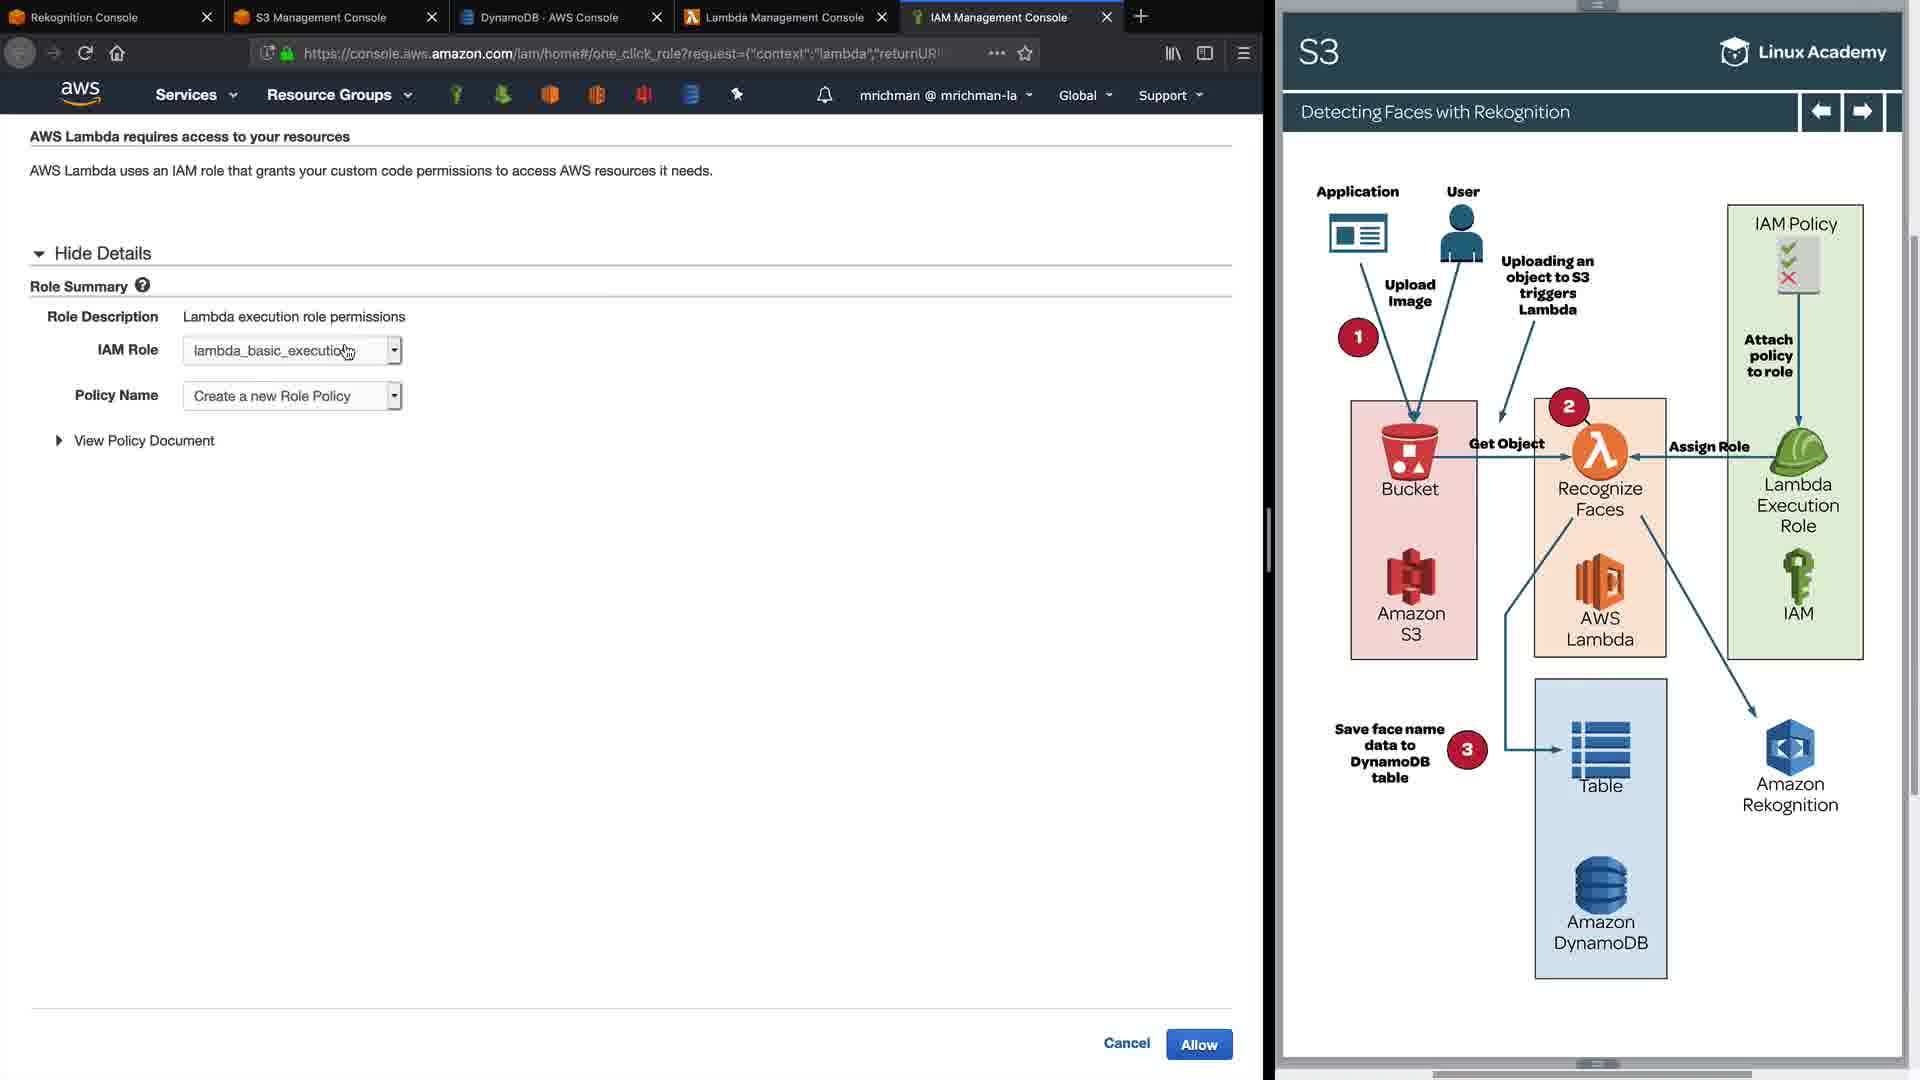 Rekognition Console
S3 Management Console
DynamoDB · AWS Console
Lambda Management Console
IAM Management Console
https://console.aws.amazon.com/iam/home#/one_click_role?request={"context":"lambda","returnUrl
aws
Services
Resource Groups
mrichman @ mrichman-la
Global
Support
AWS Lambda requires access to your resources
AWS Lambda uses an IAM role that grants your custom code permissions to access AWS resources it needs.
Hide Details
Role Summary ?
Role Description Lambda execution role permissions
IAM Role lambda_basic_execution
Policy Name Create a new Role Policy
View Policy Document
Cancel
Allow
S3
Linux Academy
Detecting Faces with Rekognition
Application
User
Upload
Image
Uploading an
object to S3
triggers
Lambda
IAM Policy
Attach
policy
to role
1
2
Get Object
Assign Role
Bucket
Recognize
Faces
Lambda
Execution
Role
Amazon
S3
AWS
Lambda
IAM
Save face name
data to
DynamoDB
table
3
Table
Amazon
Rekognition
Amazon
DynamoDB